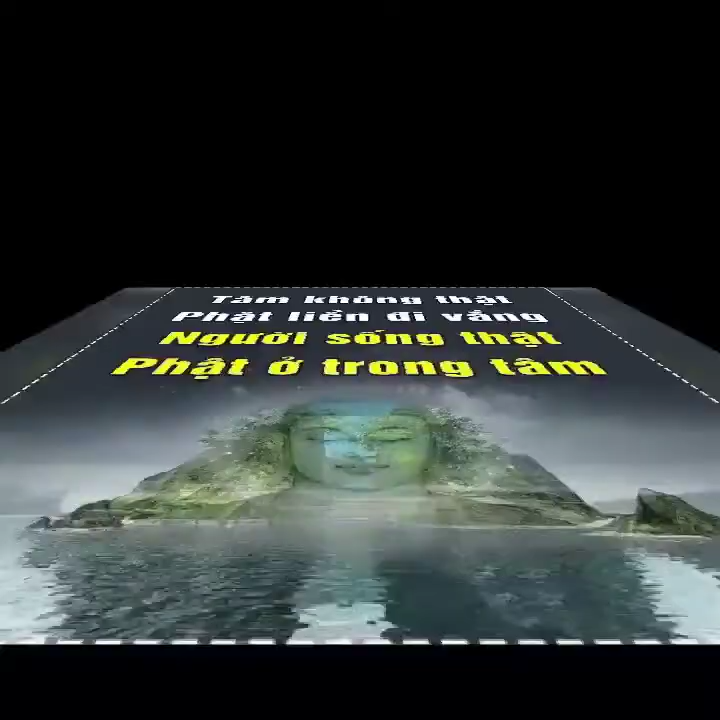 Tâm không thật
Phật liền đi vắng
Người sống thật
Phật ở trong tâm